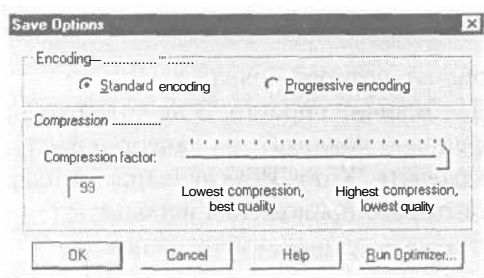 Save Options
Encoding
Standard encoding
Progressive encoding
Compression
Compression factor:
99
Lowest compression,
best quality
Highest compression,
lowest quality
OK
Cancel
Help
Run Optimizer...